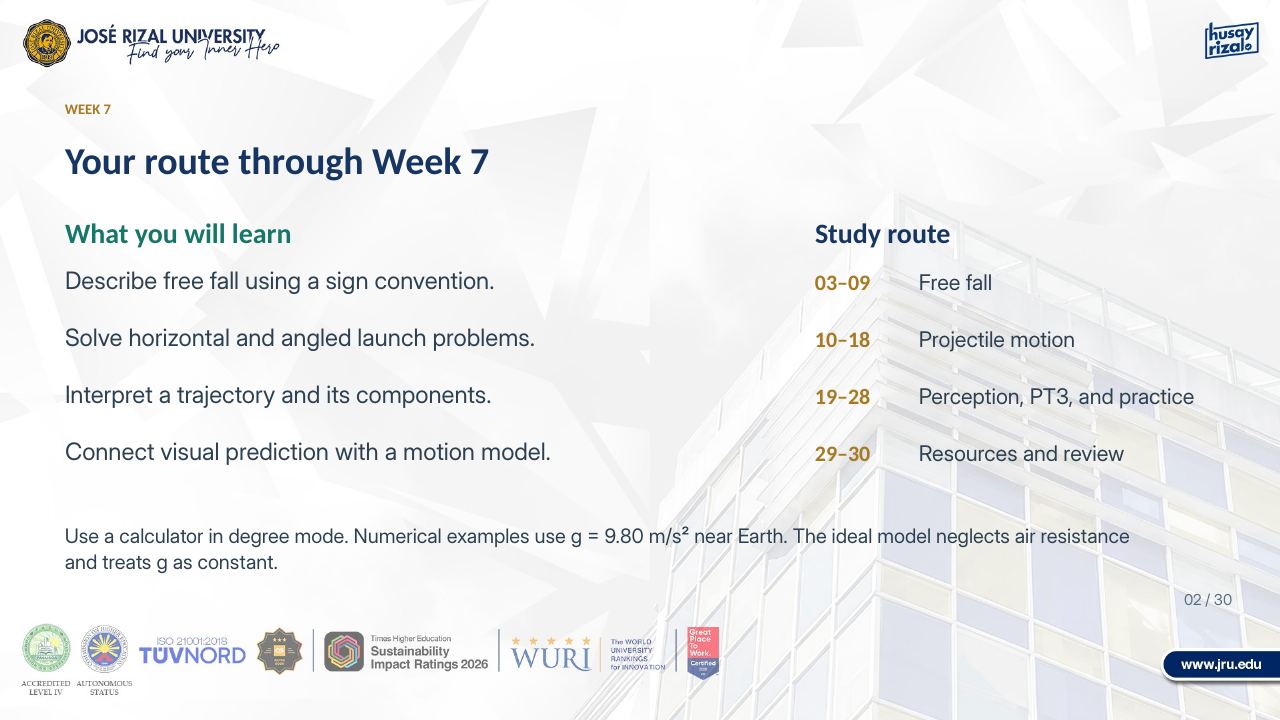 JOSÉ RIZAL UNIVERSITY
Find your Inner Hero
husay
rizal
WEEK 7
Your route through Week 7
What you will learn
Describe free fall using a sign convention.
Solve horizontal and angled launch problems.
Interpret a trajectory and its components.
Connect visual prediction with a motion model.
Study route
03–09 Free fall
10–18 Projectile motion
19–28 Perception, PT3, and practice
29–30 Resources and review
Use a calculator in degree mode. Numerical examples use g = 9.80 m/s² near Earth. The ideal model neglects air resistance
and treats g as constant.
02 / 30
ACCREDITED
LEVEL IV
AUTONOMOUS
STATUS
ISO 21001:2018
TÜVNORD
Times Higher Education
Sustainability
Impact Ratings 2026
WURI
The WORLD
UNIVERSITY
RANKINGS
for INNOVATION
Great
Place
To
Work.
Certified
www.jru.edu